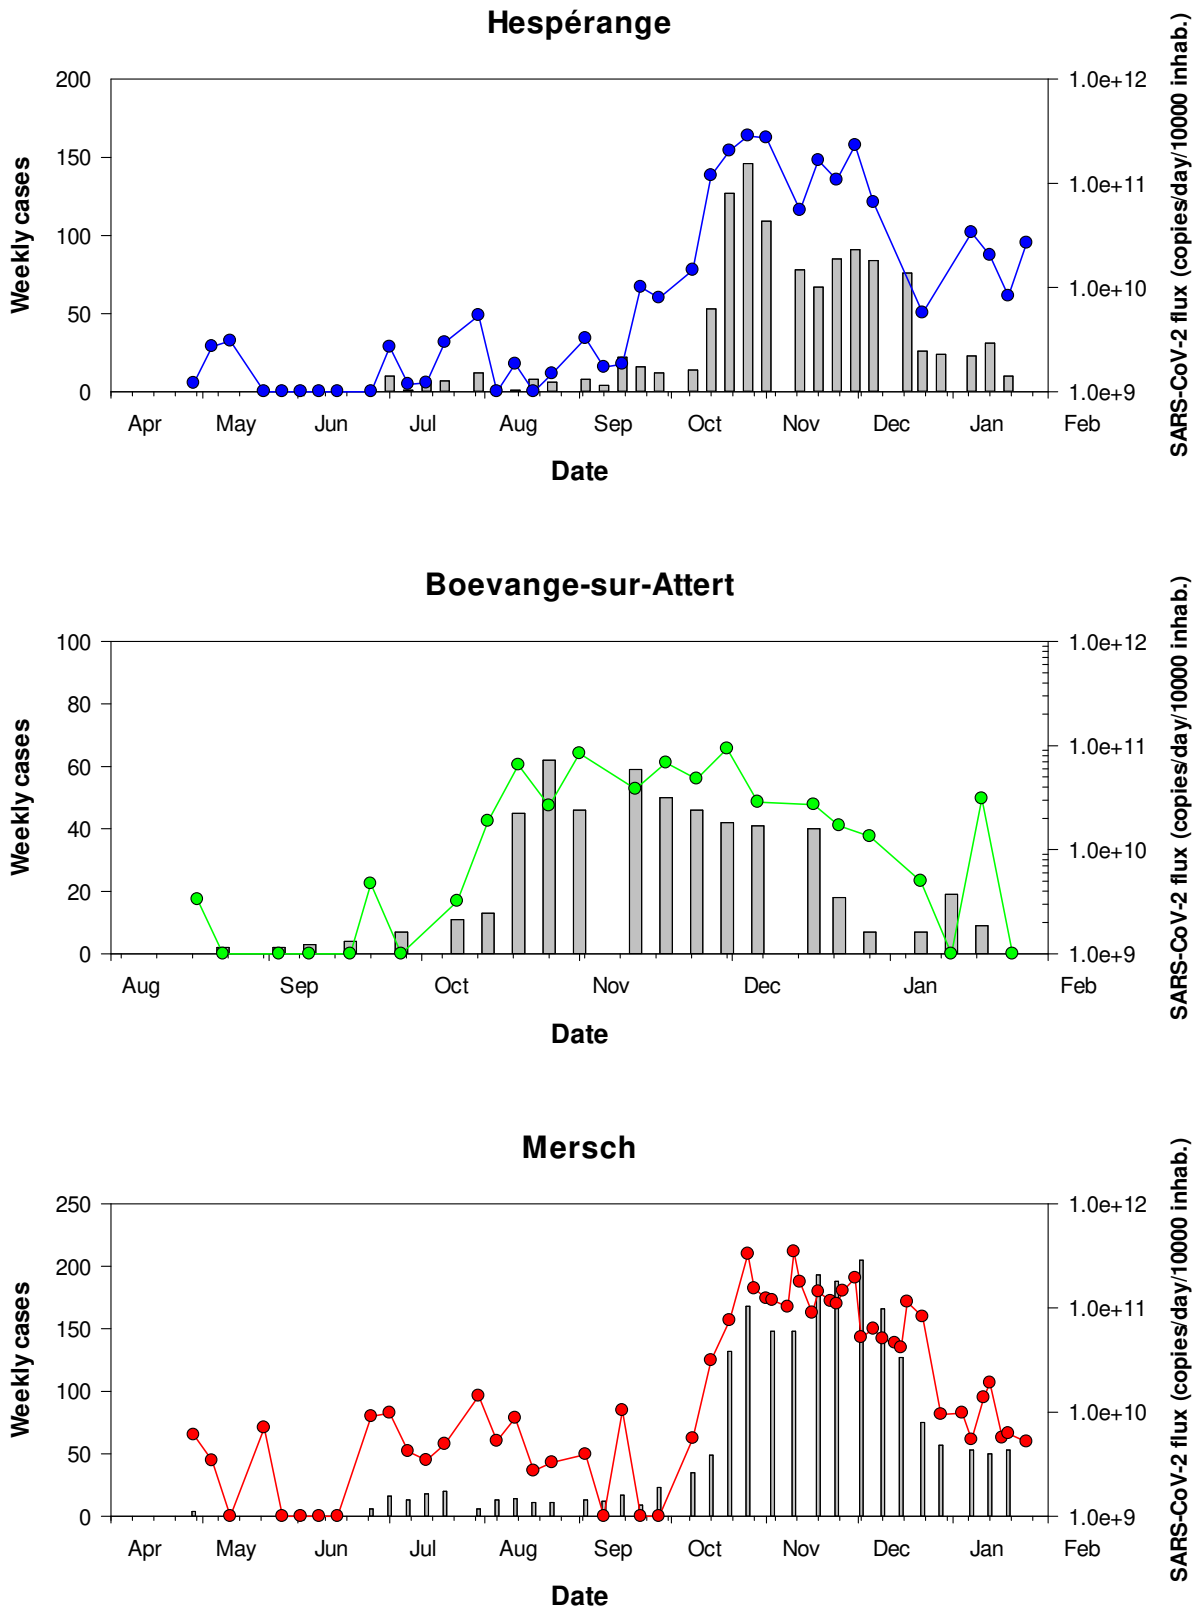 Hespérange
Weekly cases
200
150
100
50
0
1.0e+12
1.0e+11
1.0e+10
1.0e+9
SARS-CoV-2 flux (copies/day/10000 inhab.)
Apr May Jun Jul Aug Sep Oct Nov Dec Jan Feb
Date
Boevange-sur-Attert
Weekly cases
100
80
60
40
20
0
1.0e+12
1.0e+11
1.0e+10
1.0e+9
SARS-CoV-2 flux (copies/day/10000 inhab.)
Aug Sep Oct Nov Dec Jan Feb
Date
Mersch
Weekly cases
250
200
150
100
50
0
1.0e+12
1.0e+11
1.0e+10
1.0e+9
SARS-CoV-2 flux (copies/day/10000 inhab.)
Apr May Jun Jul Aug Sep Oct Nov Dec Jan Feb
Date